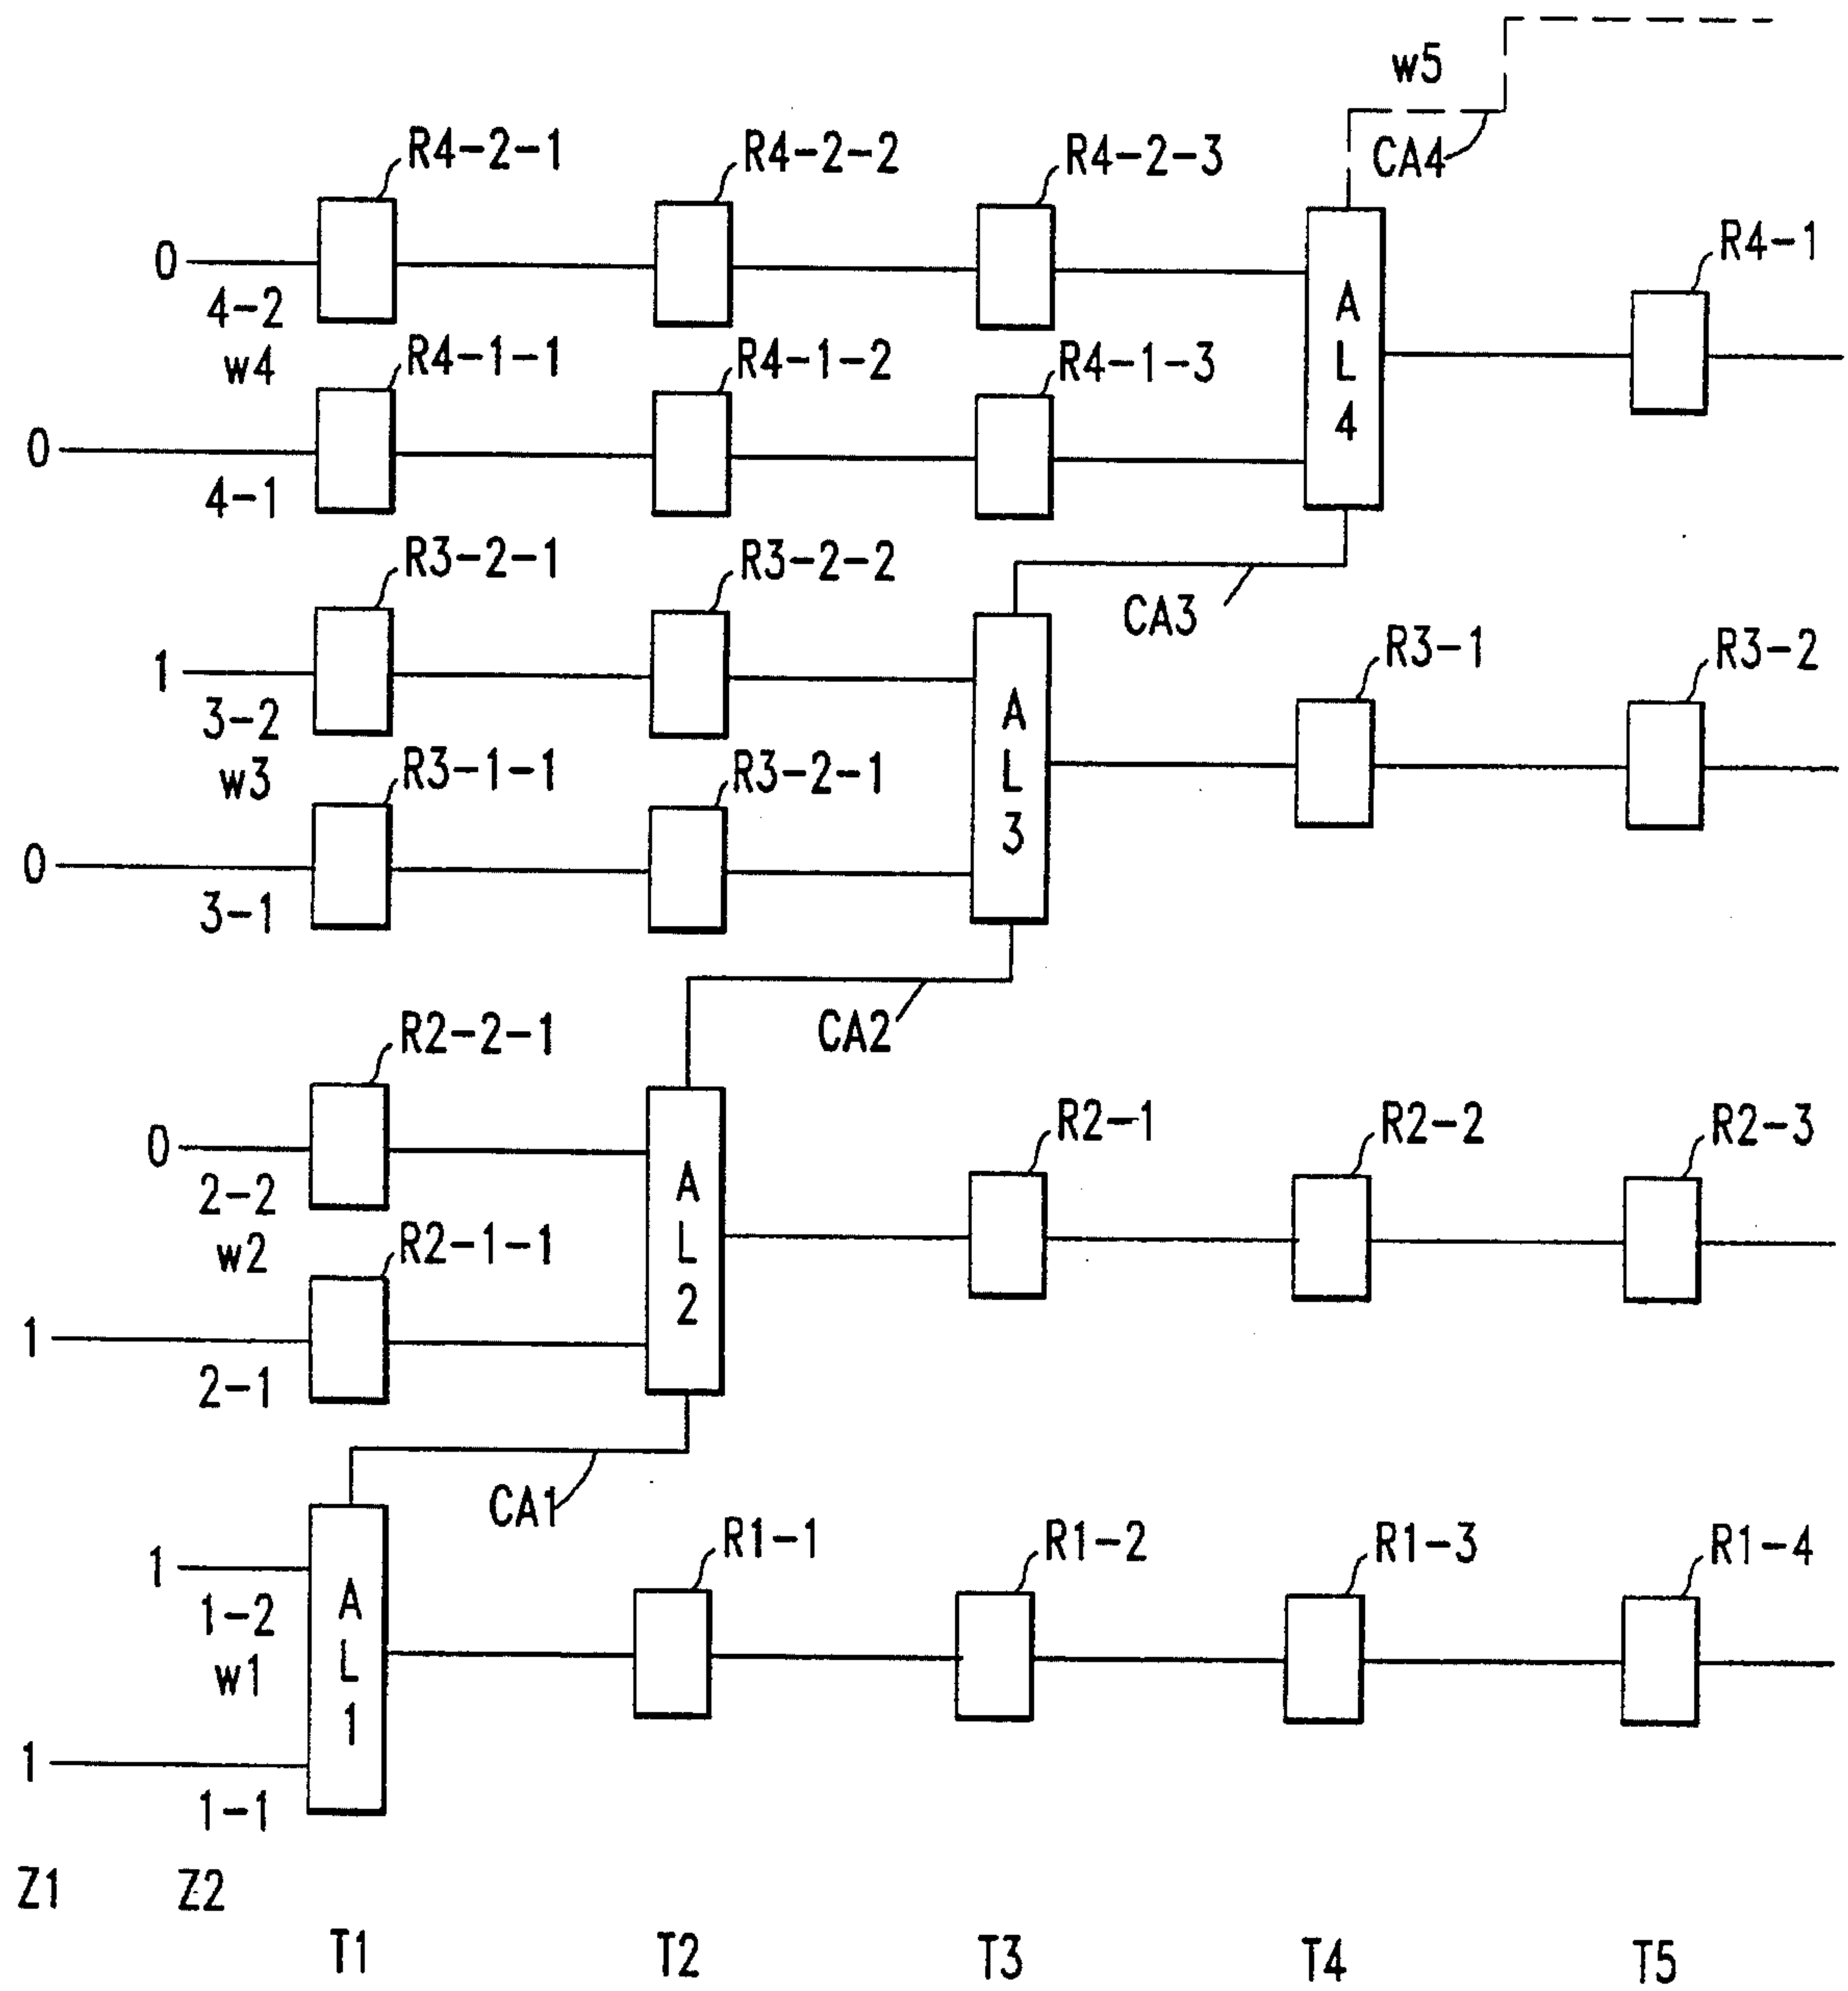 w5
CA4
R4-2-1
R4-2-2
R4-2-3
R4-1
0
4-2
w4
R4-1-1
R4-1-2
R4-1-3
A
L
4
0
4-1
R3-2-1
R3-2-2
CA3
1
3-2
w3
R3-1-1
R3-2-1
A
L
3
R3-1
R3-2
0
3-1
CA2
R2-2-1
0
2-2
w2
R2-1-1
A
L
2
R2-1
R2-2
R2-3
1
2-1
CA1
1
1-2
w1
A
L
1
R1-1
R1-2
R1-3
R1-4
1
1-1
Z1
Z2
T1
T2
T3
T4
T5